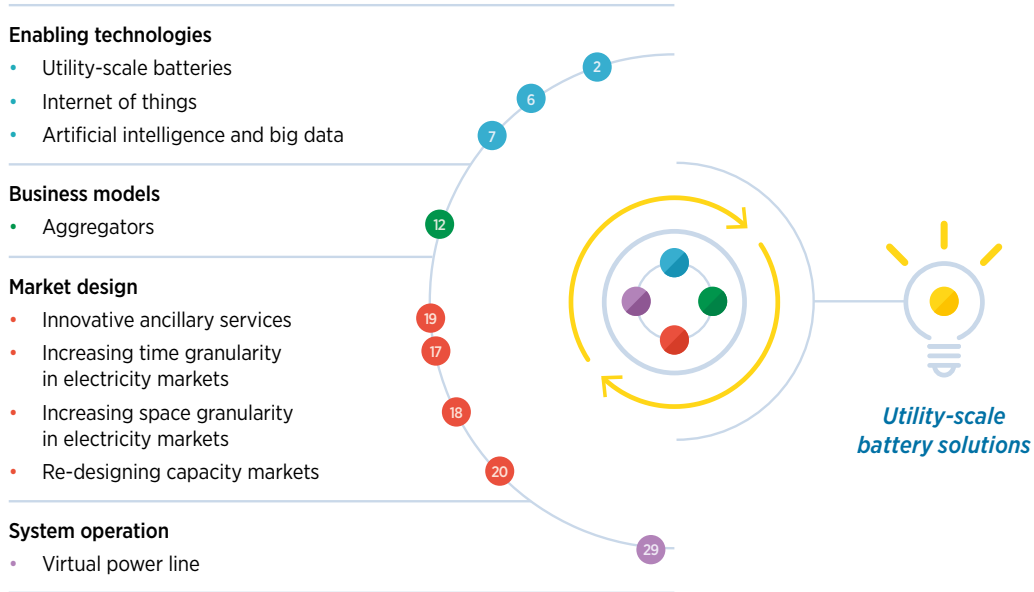 Enabling technologies
• Utility-scale batteries
• Internet of things
• Artificial intelligence and big data
2
6
7
Business models
• Aggregators
12
Market design
• Innovative ancillary services
• Increasing time granularity
in electricity markets
• Increasing space granularity
in electricity markets
• Re-designing capacity markets
19
17
18
20
System operation
• Virtual power line
29
Utility-scale
battery solutions